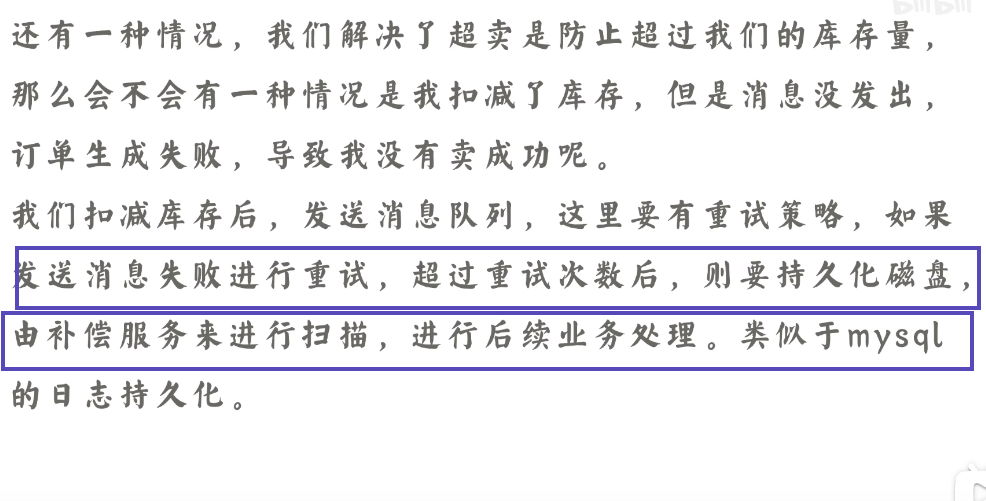 bilibili
还有一种情况，我们解决了超卖是防止超过我们的库存量，
那么会不会有一种情况是我扣减了库存，但是消息没发出，
订单生成失败，导致我没有卖成功呢。
我们扣减库存后，发送消息队列，这里要有重试策略，如果
发送消息失败进行重试，超过重试次数后，则要持久化磁盘，
由补偿服务来进行扫描，进行后续业务处理。类似于mysql
的日志持久化。